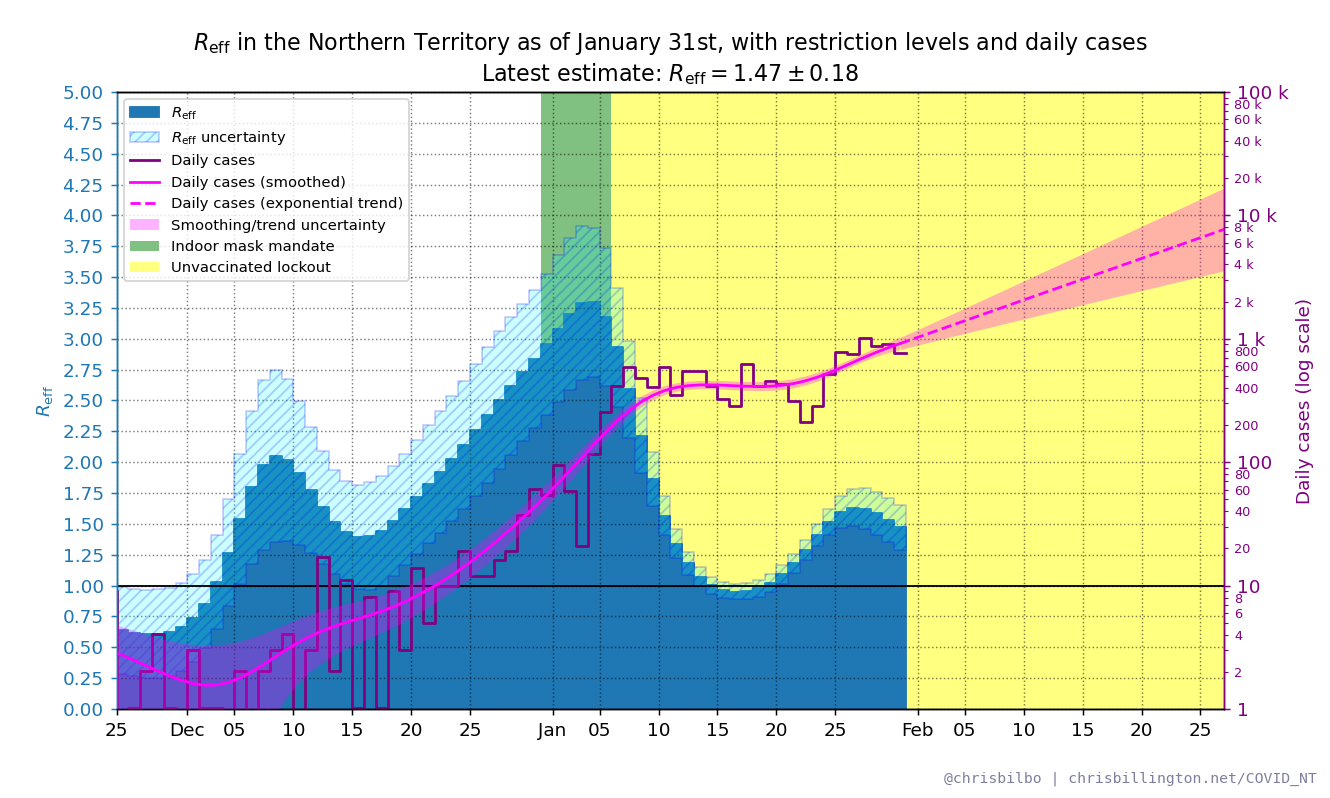 R_eff in the Northern Territory as of January 31st, with restriction levels and daily cases
Latest estimate: R_eff = 1.47 ± 0.18
R_eff
R_eff uncertainty
Daily cases
Daily cases (smoothed)
Daily cases (exponential trend)
Smoothing/trend uncertainty
Indoor mask mandate
Unvaccinated lockout
R_eff
5.00
4.75
4.50
4.25
4.00
3.75
3.50
3.25
3.00
2.75
2.50
2.25
2.00
1.75
1.50
1.25
1.00
0.75
0.50
0.25
0.00
100 k
80 k
60 k
40 k
20 k
10 k
8 k
6 k
4 k
2 k
1 k
800
600
400
200
100
80
60
40
20
10
8
6
4
2
1
Daily cases (log scale)
25 Dec 05 10 15 20 25 Jan 05 10 15 20 25 Feb 05 10 15 20 25
@chrisbilbo | chrisbillington.net/COVID_NT